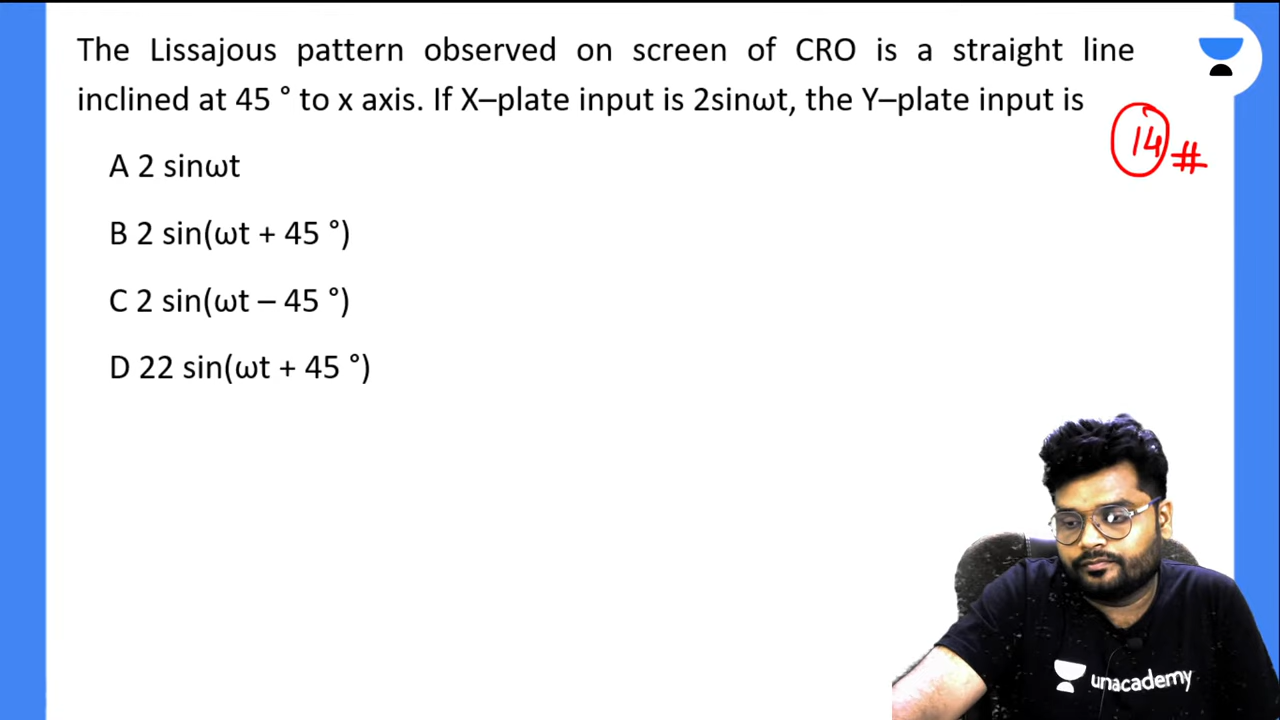 The Lissajous pattern observed on screen of CRO is a straight line
inclined at 45 ° to x axis. If X–plate input is 2sinωt, the Y–plate input is
14 #
A 2 sinωt
B 2 sin(ωt + 45 °)
C 2 sin(ωt – 45 °)
D 22 sin(ωt + 45 °)
unacademy